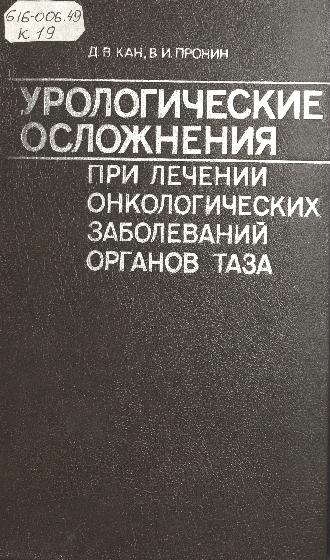 616-006.49
К 19
Д. В. КАН, В. И. ПРОНИН
УРОЛОГИЧЕСКИЕ
ОСЛОЖНЕНИЯ
ПРИ ЛЕЧЕНИИ
ОНКОЛОГИЧЕСКИХ
ЗАБОЛЕВАНИЙ
ОРГАНОВ ТАЗА